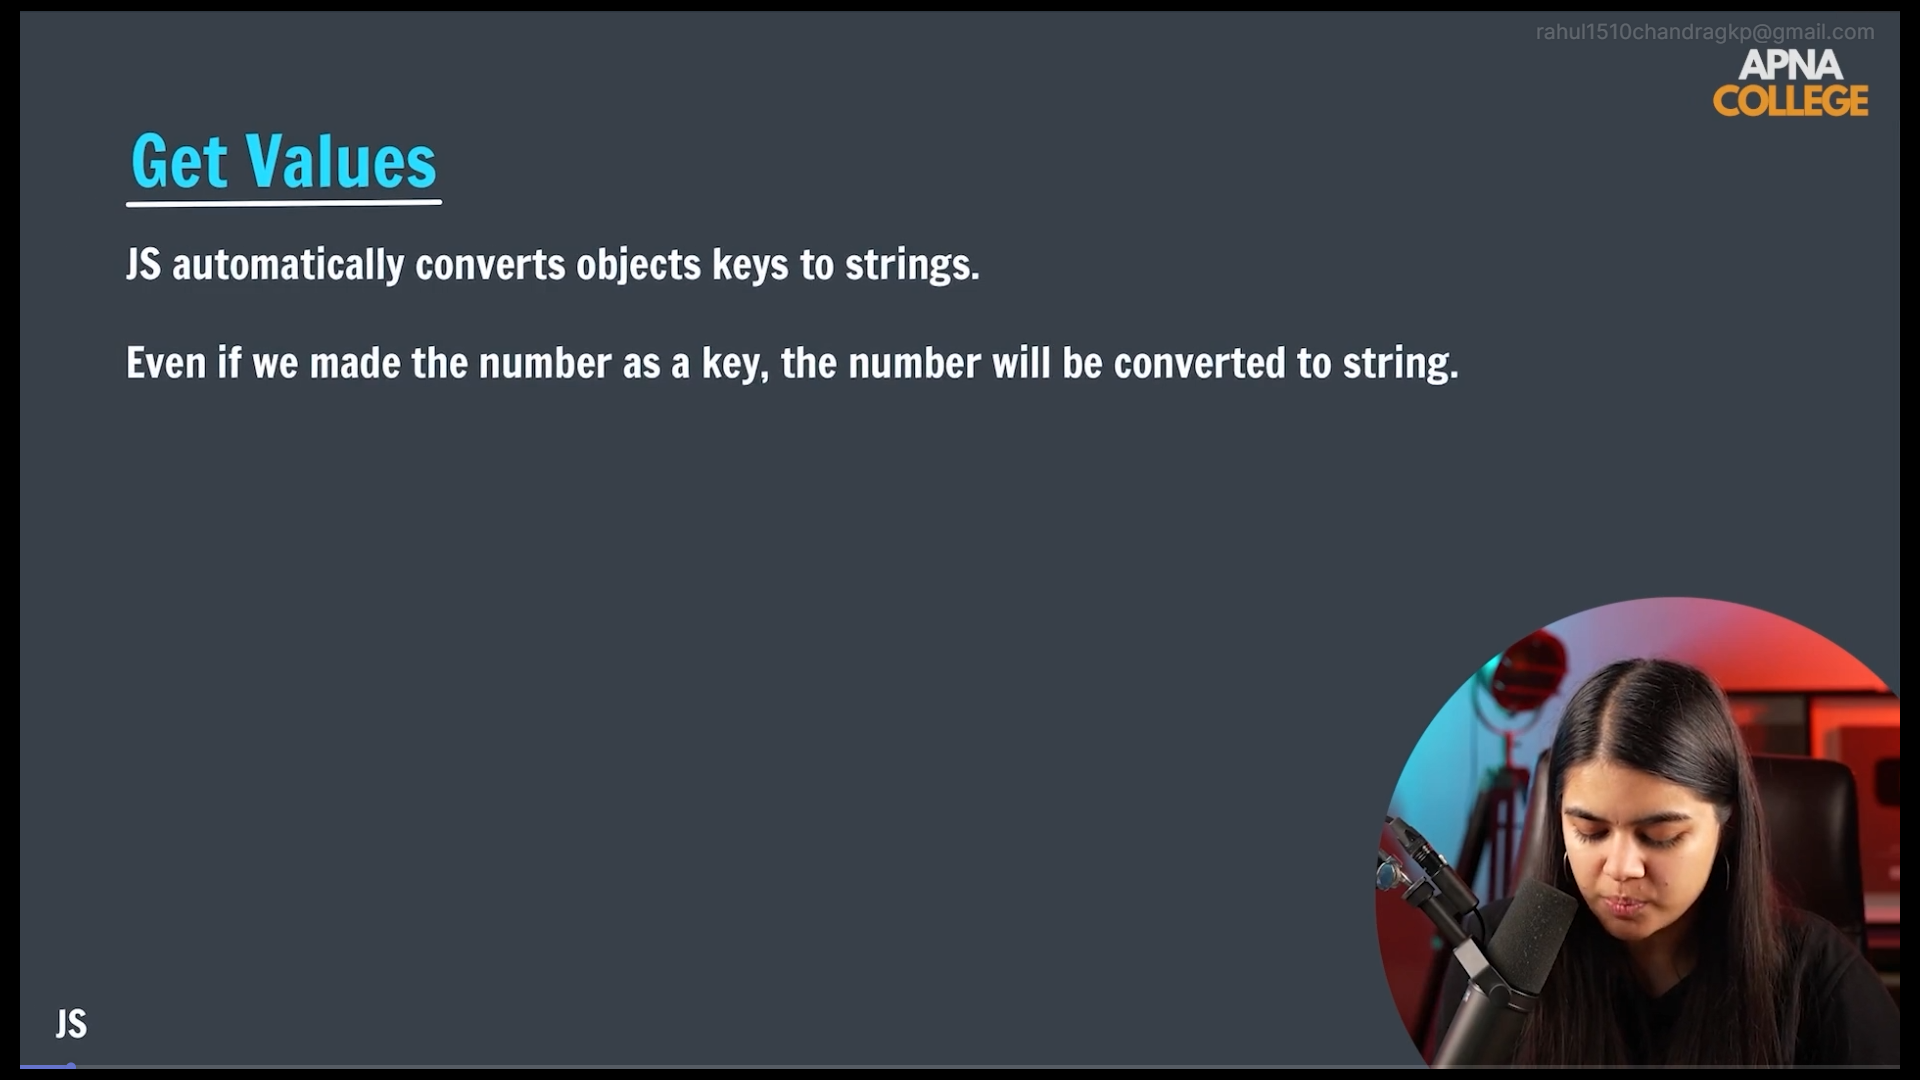 rahul1510chandragkp@gmail.com
APNA
COLLEGE
Get Values
JS automatically converts objects keys to strings.
Even if we made the number as a key, the number will be converted to string.
JS